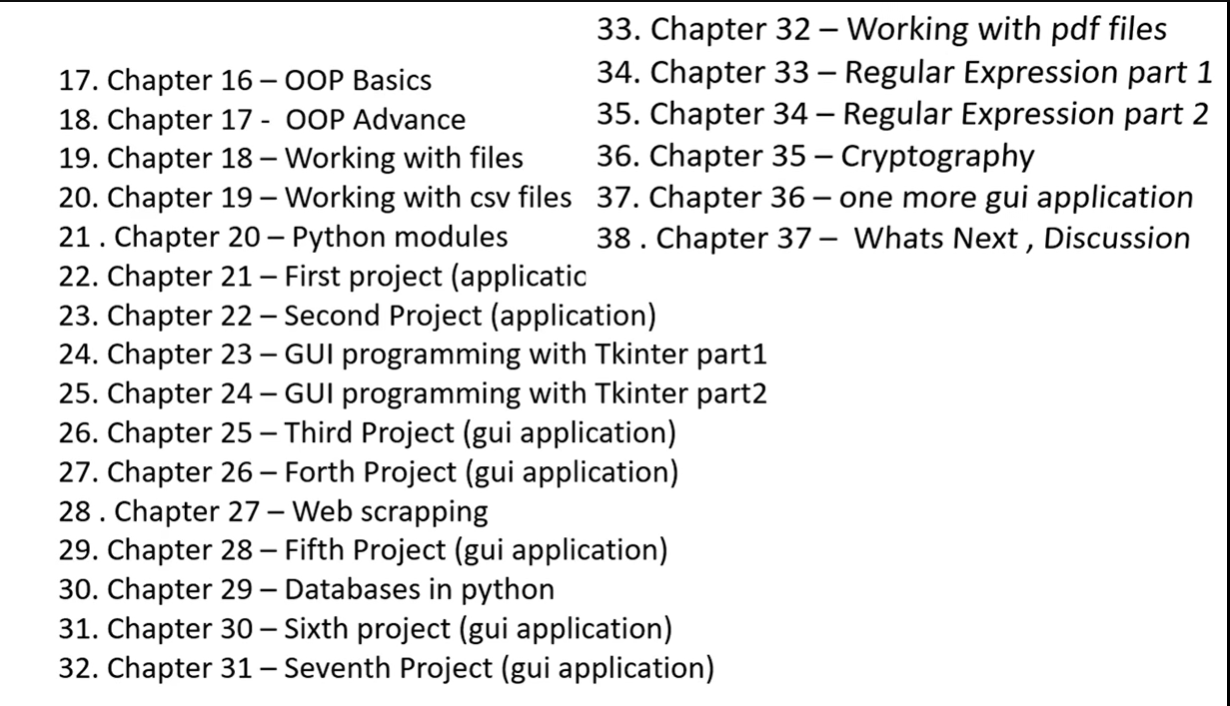 17. Chapter 16 – OOP Basics
18. Chapter 17 - OOP Advance
19. Chapter 18 – Working with files
20. Chapter 19 – Working with csv files
21 . Chapter 20 – Python modules
22. Chapter 21 – First project (applicatic
23. Chapter 22 – Second Project (application)
24. Chapter 23 – GUI programming with Tkinter part1
25. Chapter 24 – GUI programming with Tkinter part2
26. Chapter 25 – Third Project (gui application)
27. Chapter 26 – Forth Project (gui application)
28 . Chapter 27 – Web scrapping
29. Chapter 28 – Fifth Project (gui application)
30. Chapter 29 – Databases in python
31. Chapter 30 – Sixth project (gui application)
32. Chapter 31 – Seventh Project (gui application)
33. Chapter 32 – Working with pdf files
34. Chapter 33 – Regular Expression part 1
35. Chapter 34 – Regular Expression part 2
36. Chapter 35 – Cryptography
37. Chapter 36 – one more gui application
38 . Chapter 37 – Whats Next , Discussion